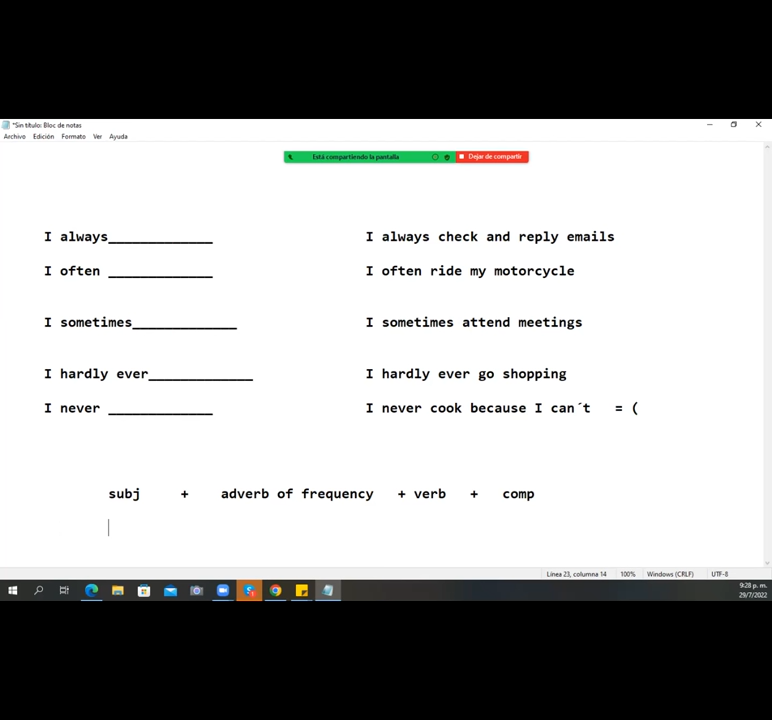 *Sin título: Bloc de notas
Archivo Edición Formato Ver Ayuda
Está compartiendo la pantalla Dejar de compartir
I always_____________ I always check and reply emails
I often _____________ I often ride my motorcycle
I sometimes_____________ I sometimes attend meetings
I hardly ever_____________ I hardly ever go shopping
I never _____________ I never cook because I can´t = (
subj + adverb of frequency + verb + comp
Línea 23, columna 14 100% Windows (CRLF) UTF-8
9:28 p. m.
29/7/2022